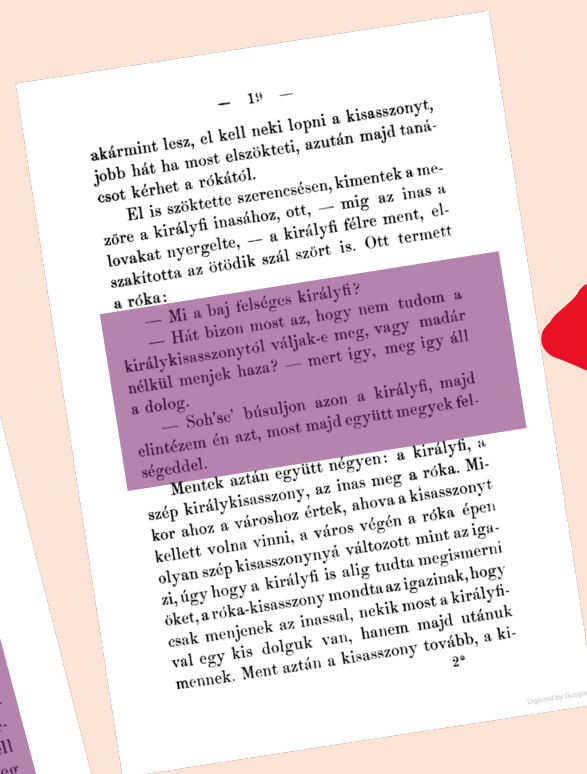 — 19 —
akármint lesz, el kell neki lopni a kisasszonyt,
jobb hát ha most elszökteti, azután majd taná-
csot kérhet a rókától.
El is szöktette szerencsésen, kimentek a me-
zőre a királyfi inasához, ott, — mig az inas a
lovakat nyergelte, — a királyfi félre ment, el-
szakította az ötödik szál szört is. Ott termett
a róka:
— Mi a baj felséges királyfi?
— Hát bizon most az, hogy nem tudom a
királykisasszonytól váljak-e meg, vagy madár
nélkül menjek haza? — mert igy, meg igy áll
a dolog.
— Soh'se' búsuljon azon a királyfi, majd
elintézem én azt, most majd együtt megyek fel-
ségeddel.
Mentek aztán együtt négyen: a királyfi, a
szép királykisasszony, az inas meg a róka. Mi-
kor ahoz a városhoz értek, ahova a kisasszonyt
kellett volna vinni, a város végén a róka épen
olyan szép kisasszonynyá változott mint az iga-
zi, úgy hogy a királyfi is alig tudta megismerni
őket, a róka-kisasszony mondta az igazinak, hogy
csak menjenek az inassal, nekik most a királyfi-
val egy kis dolguk van, hanem majd utánuk
mennek. Ment aztán a kisasszony tovább, a ki-
2*
Digitized by Google